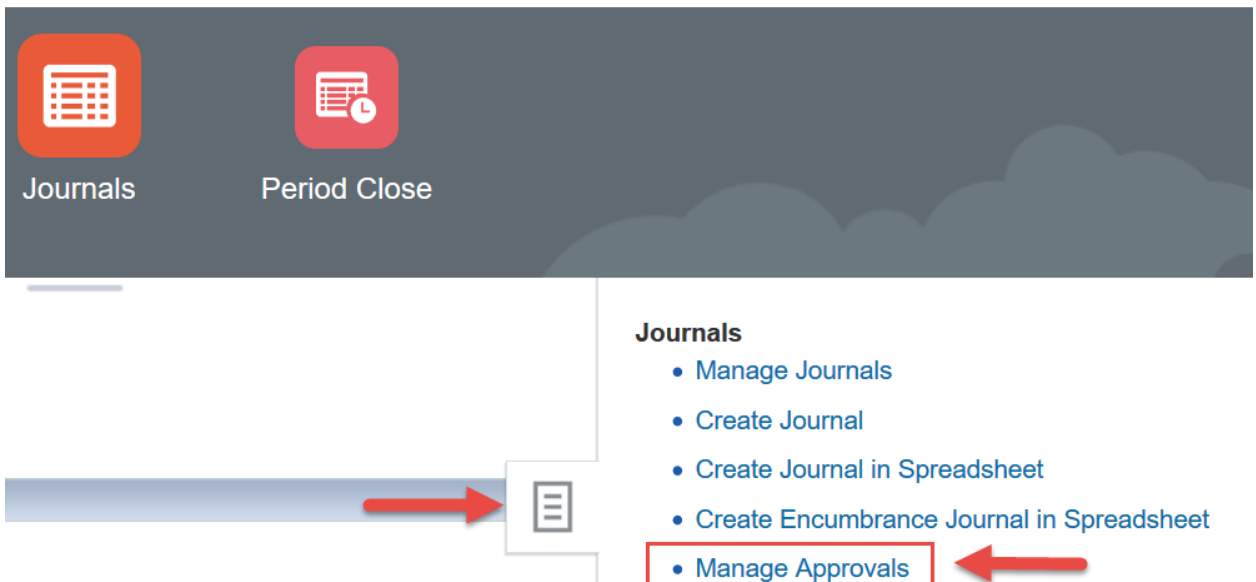 Journals
Period Close
Journals
• Manage Journals
• Create Journal
• Create Journal in Spreadsheet
• Create Encumbrance Journal in Spreadsheet
• Manage Approvals